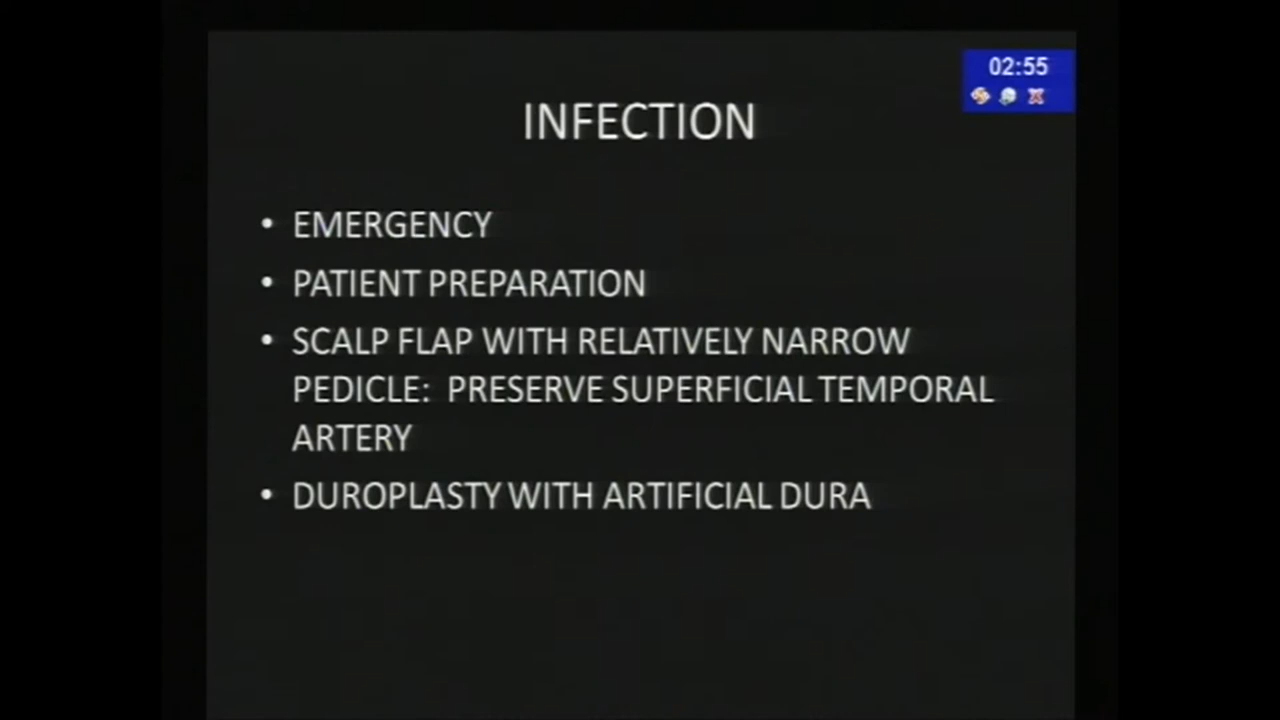 02:55
INFECTION
• EMERGENCY
• PATIENT PREPARATION
• SCALP FLAP WITH RELATIVELY NARROW
PEDICLE:  PRESERVE SUPERFICIAL TEMPORAL
ARTERY
• DUROPLASTY WITH ARTIFICIAL DURA